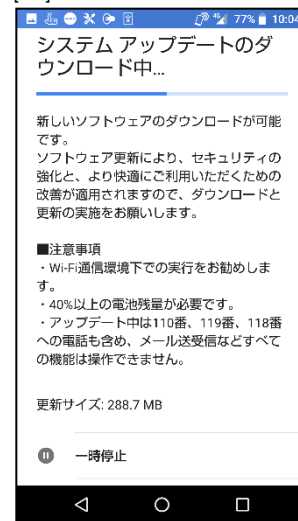 77% 10:04
システム アップデートのダ
ウンロード中...
新しいソフトウェアのダウンロードが可能
です。
ソフトウェア更新により、セキュリティの
強化と、より快適にご利用いただくための
改善が適用されますので、ダウンロードと
更新の実施をお願いします。
■注意事項
・Wi-Fi通信環境下での実行をお勧めしま
す。
・40%以上の電池残量が必要です。
・アップデート中は110番、119番、118番
への電話も含め、メール送受信などすべて
の機能は操作できません。
更新サイズ: 288.7 MB
一時停止